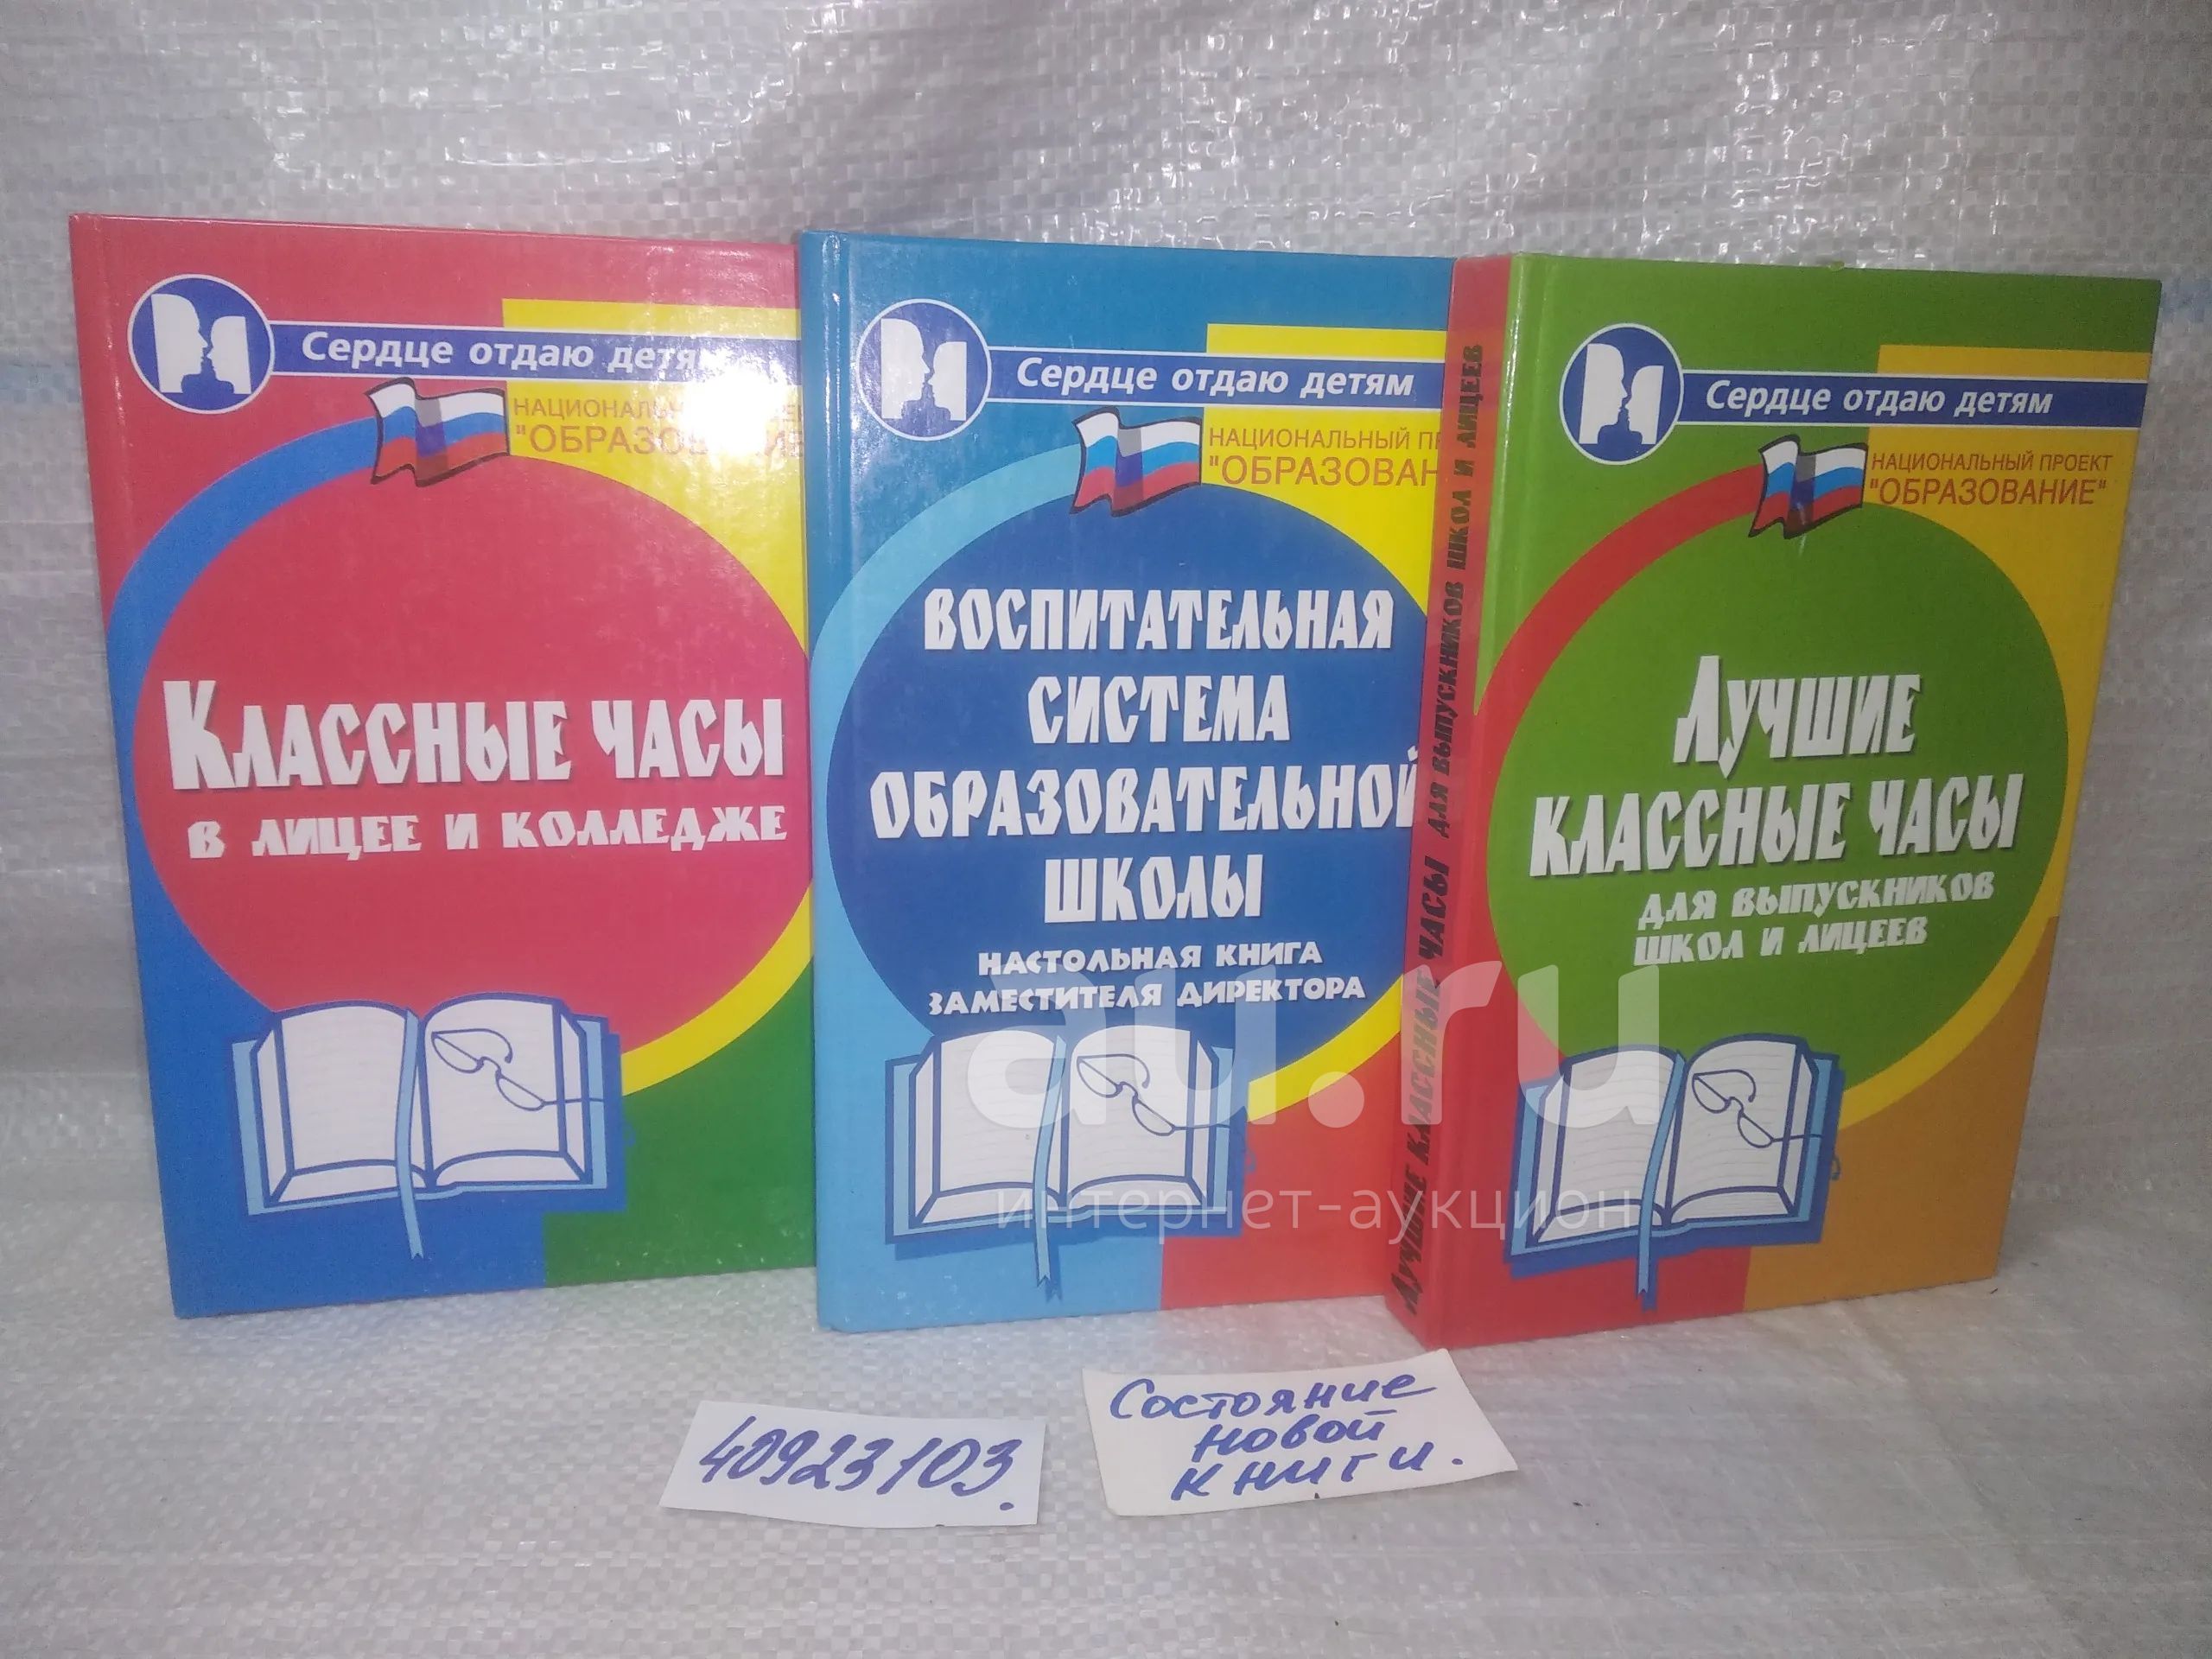 Сердце отдаю детям
НАЦИОНАЛЬ
"ОБРАЗОВАНИЕ
Классные часы
в лицее и колледже
Сердце отдаю детям
НАЦИОНАЛЬНЫЙ ПР
"ОБРАЗОВАН
Воспитательная
система
образовательной
школы
Настольная книга
заместителя директора
Лучшие классные часы для выпускников школ и лицеев
Сердце отдаю детям
НАЦИОНАЛЬНЫЙ ПРОЕКТ
"ОБРАЗОВАНИЕ"
Лучшие
классные часы
для выпускников
школ и лицеев
au.ru
интернет-аукцион
40923103.
Состояние
новой
книги.